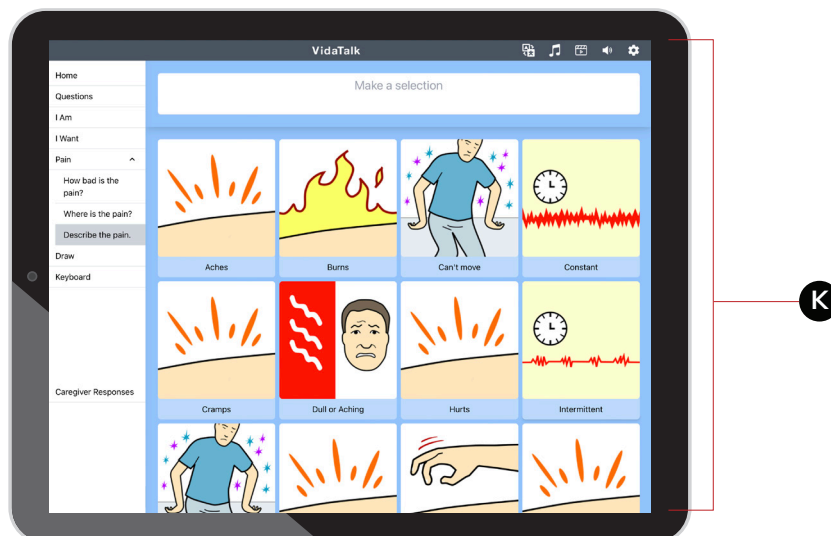 VidaTalk
Home
Questions
I Am
I Want
Pain
How bad is the
pain?
Where is the pain?
Describe the pain.
Draw
Keyboard
Caregiver Responses
Make a selection
Aches
Burns
Can't move
Constant
Cramps
Dull or Aching
Hurts
Intermittent
K